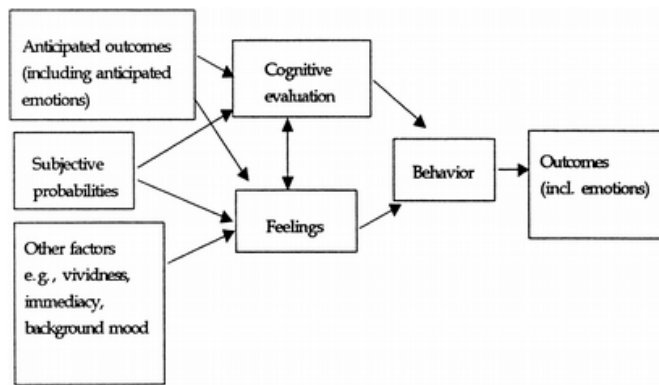 Anticipated outcomes
(including anticipated
emotions)
Subjective
probabilities
Other factors
e.g., vividness,
immediacy,
background mood
Cognitive
evaluation
Feelings
Behavior
Outcomes
(incl. emotions)